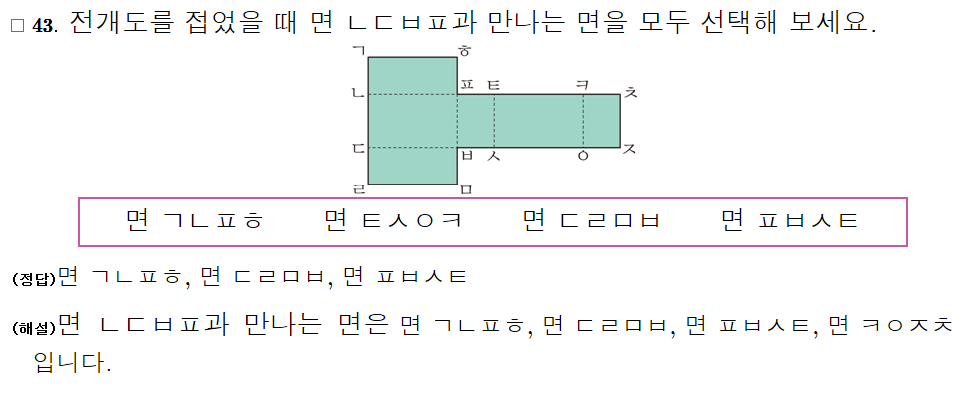 □ 43. 전개도를 접었을 때 면 ㄴㄷㅂㅍ과 만나는 면을 모두 선택해 보세요.
ㄱ ㅎ
ㄴ ㅍ ㅌ ㅋ ㅊ
ㄷ ㅂ ㅅ ㅇ ㅈ
ㄹ ㅁ
면 ㄱㄴㅍㅎ 면 ㅌㅅㅇㅋ 면 ㄷㄹㅁㅂ 면 ㅍㅂㅅㅌ
(정답)면 ㄱㄴㅍㅎ, 면 ㄷㄹㅁㅂ, 면 ㅍㅂㅅㅌ
(해설)면 ㄴㄷㅂㅍ과 만나는 면은 면 ㄱㄴㅍㅎ, 면 ㄷㄹㅁㅂ, 면 ㅍㅂㅅㅌ, 면 ㅋㅇㅈㅊ
입니다.